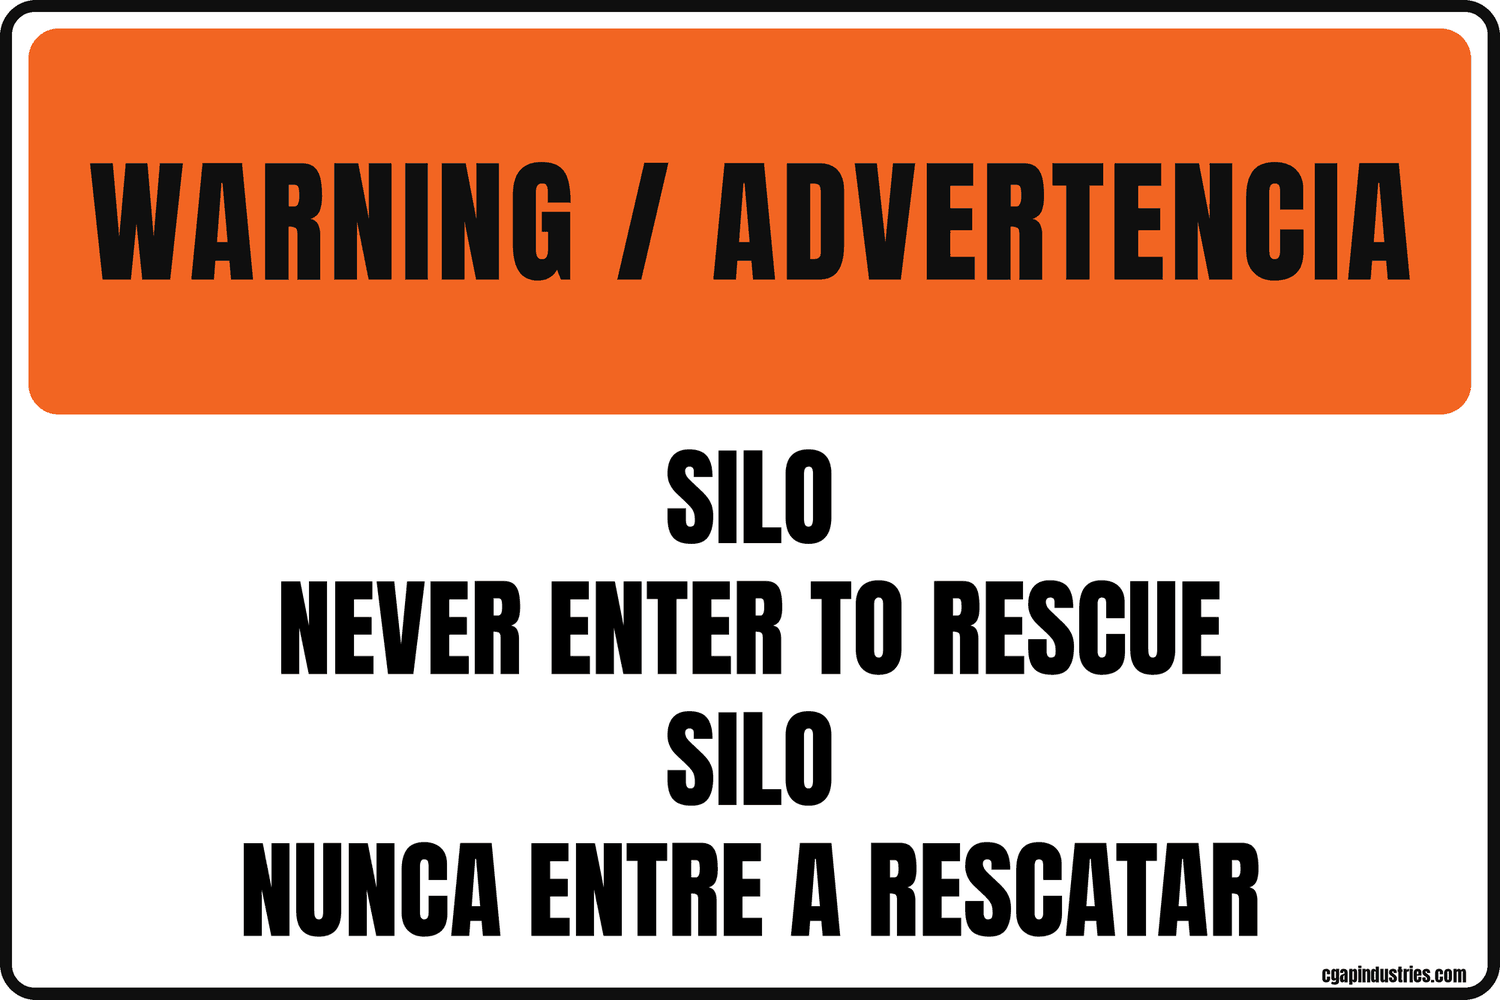 WARNING / ADVERTENCIA
SILO
NEVER ENTER TO RESCUE
SILO
NUNCA ENTRE A RESCATAR
cgapindustries.com